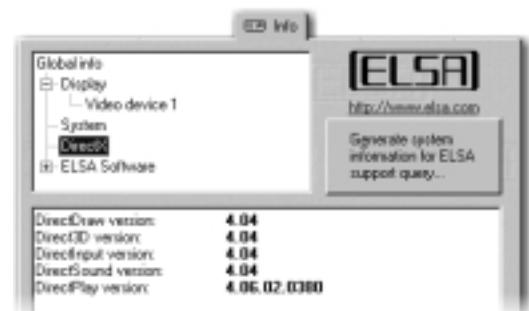 Info
Global info
Display
Video device 1
System
DirectX
ELSA Software
ELSA
http://www.elsa.com
Generate system
information for ELSA
support query...
DirectDraw version: 4.04
Direct3D version: 4.04
DirectInput version: 4.04
DirectSound version: 4.04
DirectPlay version: 4.06.02.0380